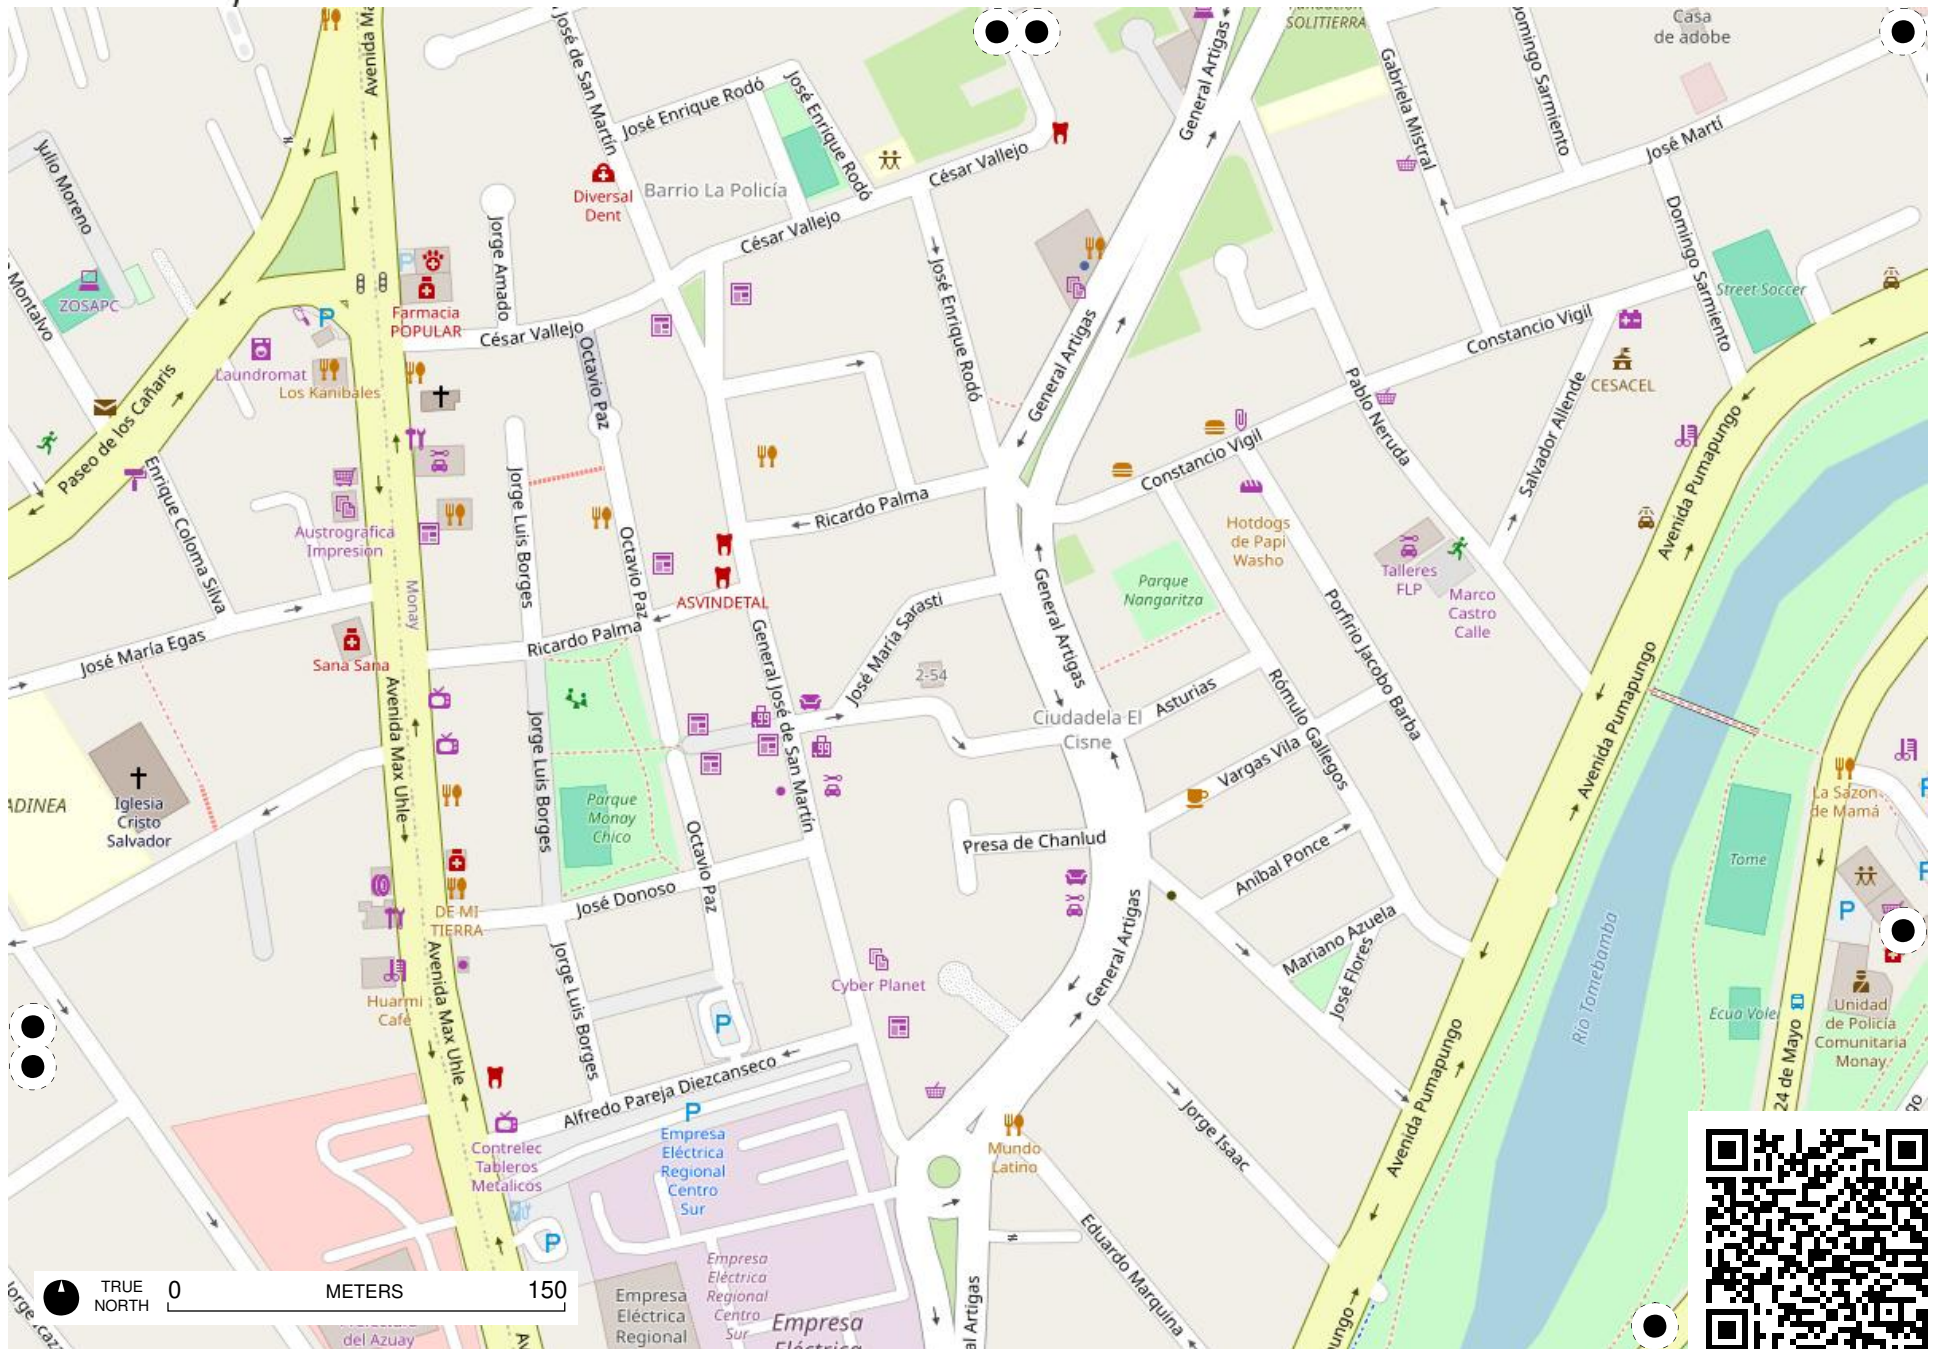 SOLITIERRA
Casa
de adobe
Avenida Ma
José de San Martín
General Artigas
Gabriela Mistral
Domingo Sarmiento
José Enrique Rodó
José Enrique Rodó
José Martí
Julio Moreno
César Vallejo
Diversal
Dent
Barrio La Policía
Jorge Amado
César Vallejo
José Enrique Rodó
Domingo Sarmiento
Montalvo
ZOSAPC
Street Soccer
Farmacia
POPULAR
César Vallejo
Octavio Paz
General Artigas
Constancio Vigil
Laundromat
Los Kanibales
CESACEL
Pablo Neruda
Salvador Allende
Paseo de los Cañaris
Avenida Pumapungo
Constancio Vigil
Enrique Coloma Silva
Jorge Luis Borges
Ricardo Palma
Austrografica
Impresion
Octavio Paz
Hotdogs
de Papi
Washo
Talleres
FLP
Marco
Castro
Calle
Monay
Parque
Nangaritza
General Artigas
ASVINDETAL
José María Sarasti
Porfirio Jacobo Barba
José María Egas
Ricardo Palma
Sana Sana
General José de San Martín
2-54
Avenida Pumapungo
Avenida Max Uhle
Jorge Luis Borges
Asturias
Rómulo Gallegos
Ciudadela El
Cisne
Vargas Vila
ADINEA
Iglesia
Cristo
Salvador
Parque
Monay
Chico
La Sazon
de Mamá
Octavio Paz
Presa de Chanlud
Aníbal Ponce
Tome
José Donoso
DE MI
TIERRA
General Artigas
Mariano Azuela
José Flores
Río Tomebamba
Avenida Max Uhle
Jorge Luis Borges
Cyber Planet
Huarmi
Café
Ecua Voley
Unidad
de Policía
Comunitaria
Monay
24 de Mayo
Alfredo Pareja Diezcanseco
Avenida Pumapungo
Jorge Isaac
Contrelec
Tableros
Metalicos
Empresa
Eléctrica
Regional
Centro
Sur
Mundo
Latino
Eduardo Marquina
Empresa
Eléctrica
Regional
Centro
Sur
Empresa
Eléctrica
Regional
Empresa
TRUE
NORTH
0
METERS
150
del Azuay
al Artigas